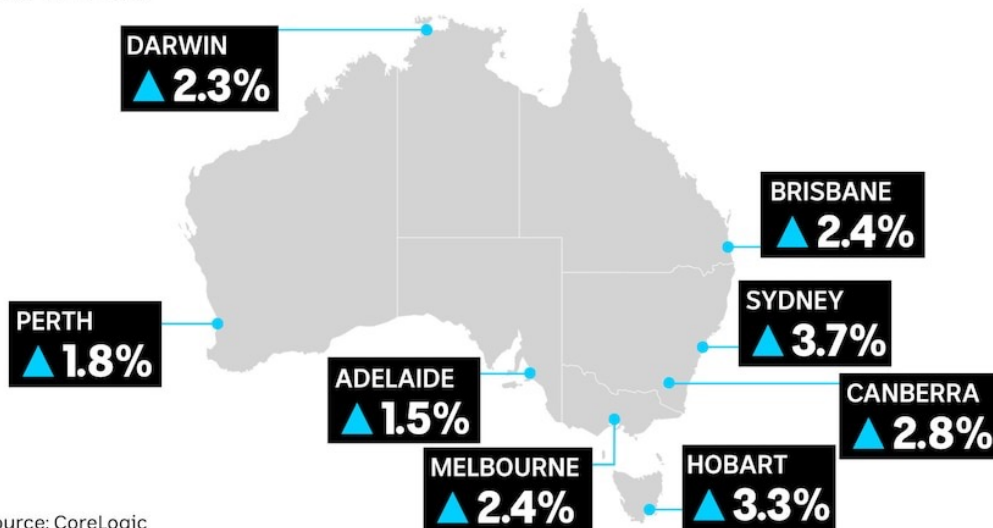 DARWIN
▲ 2.3%
BRISBANE
▲ 2.4%
SYDNEY
▲ 3.7%
PERTH
▲ 1.8%
ADELAIDE
▲ 1.5%
CANBERRA
▲ 2.8%
MELBOURNE
▲ 2.4%
HOBART
▲ 3.3%
ource: CoreLogic